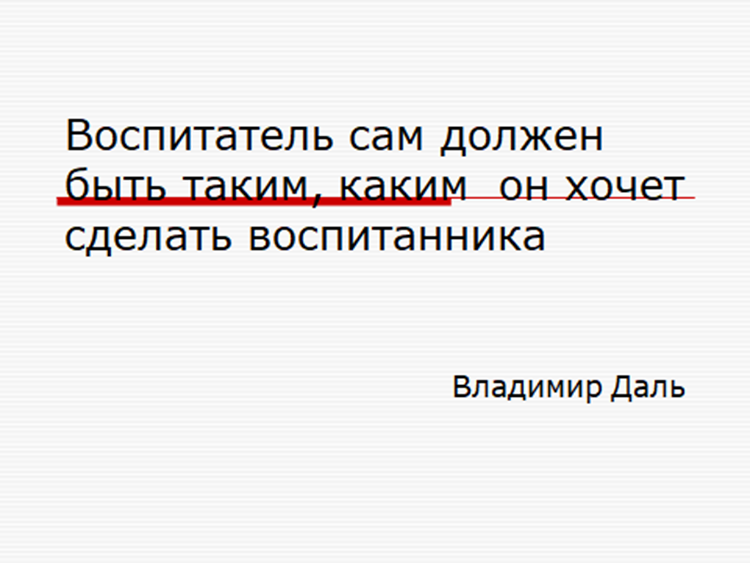 Воспитатель сам должен
быть таким, каким  он хочет
сделать воспитанника
Владимир Даль